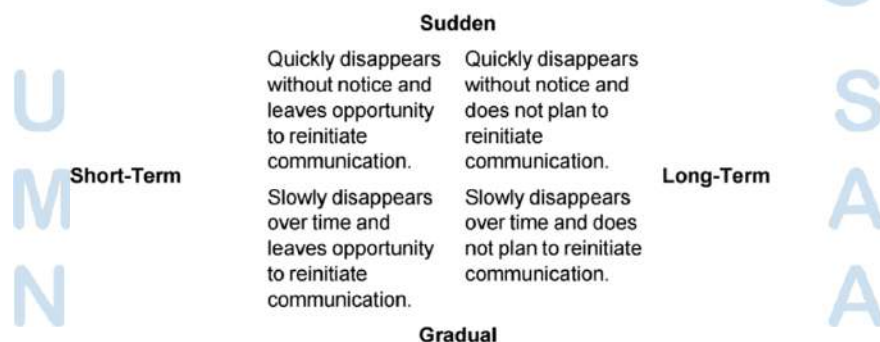 Sudden
Quickly disappears
without notice and
leaves opportunity
to reinitiate
communication.
Quickly disappears
without notice and
does not plan to
reinitiate
communication.
Short-Term
Long-Term
Slowly disappears
over time and
leaves opportunity
to reinitiate
communication.
Slowly disappears
over time and does
not plan to reinitiate
communication.
Gradual
U
M
N
S
A
A